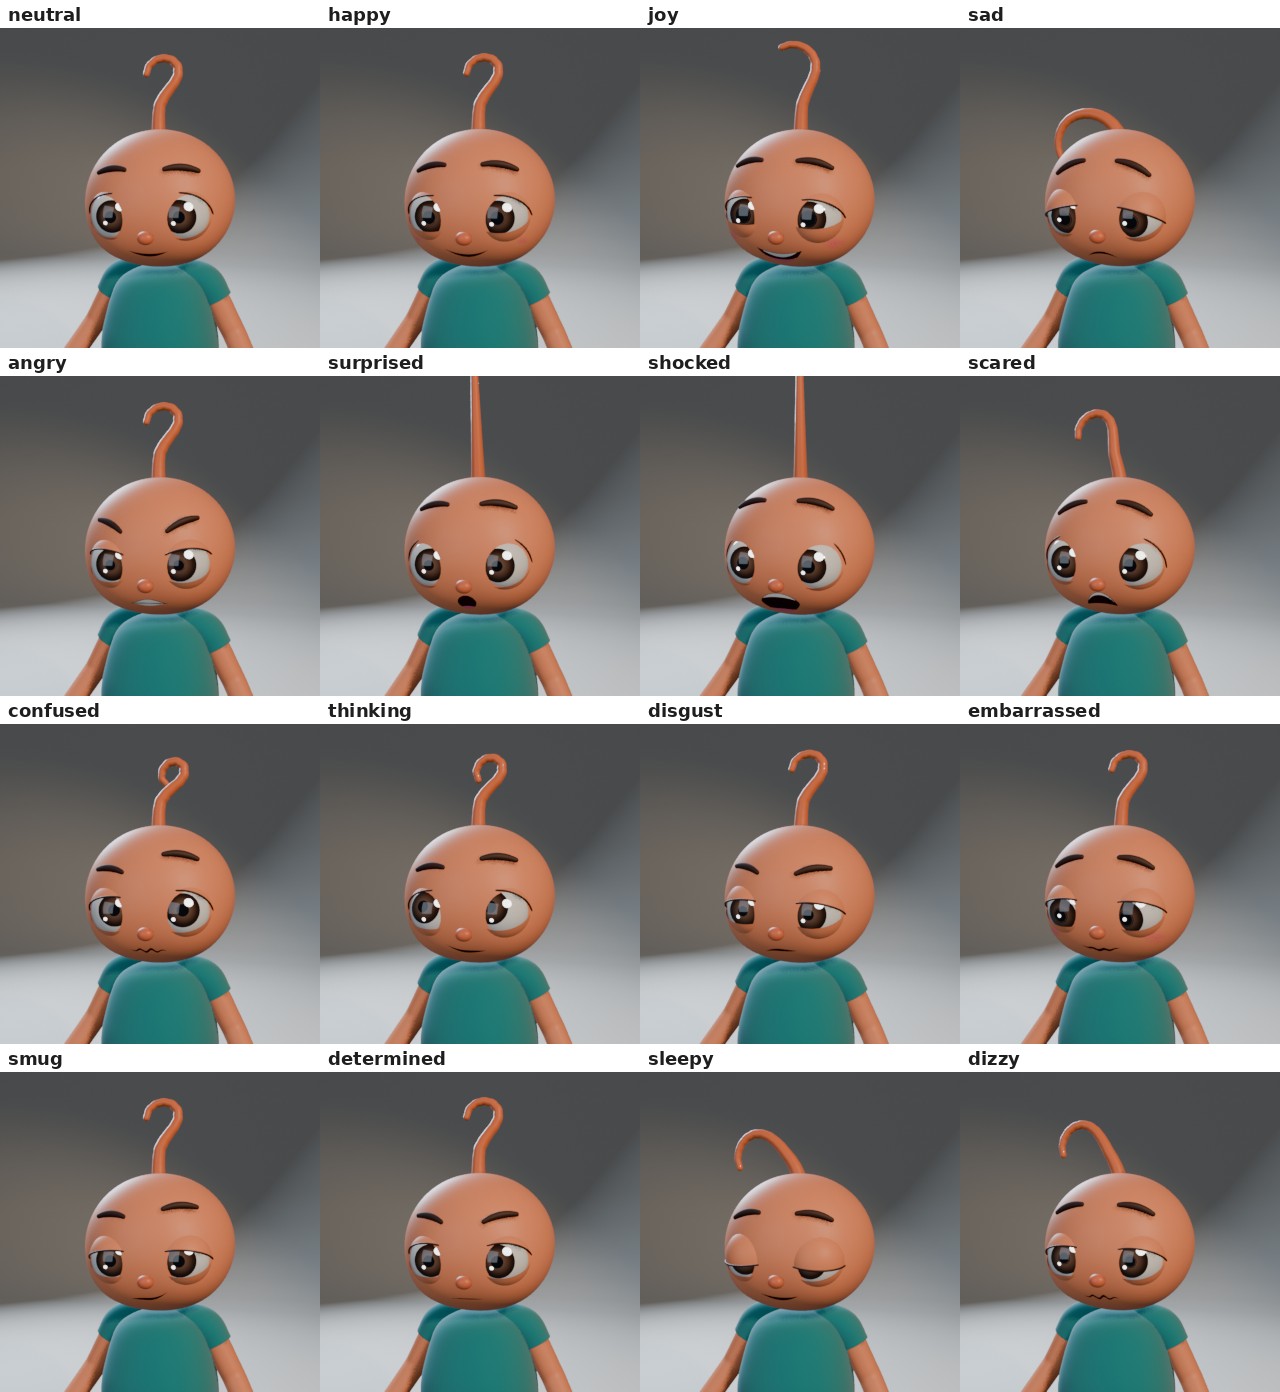 neutral
happy
joy
sad
angry
surprised
shocked
scared
confused
thinking
disgust
embarrassed
smug
determined
sleepy
dizzy